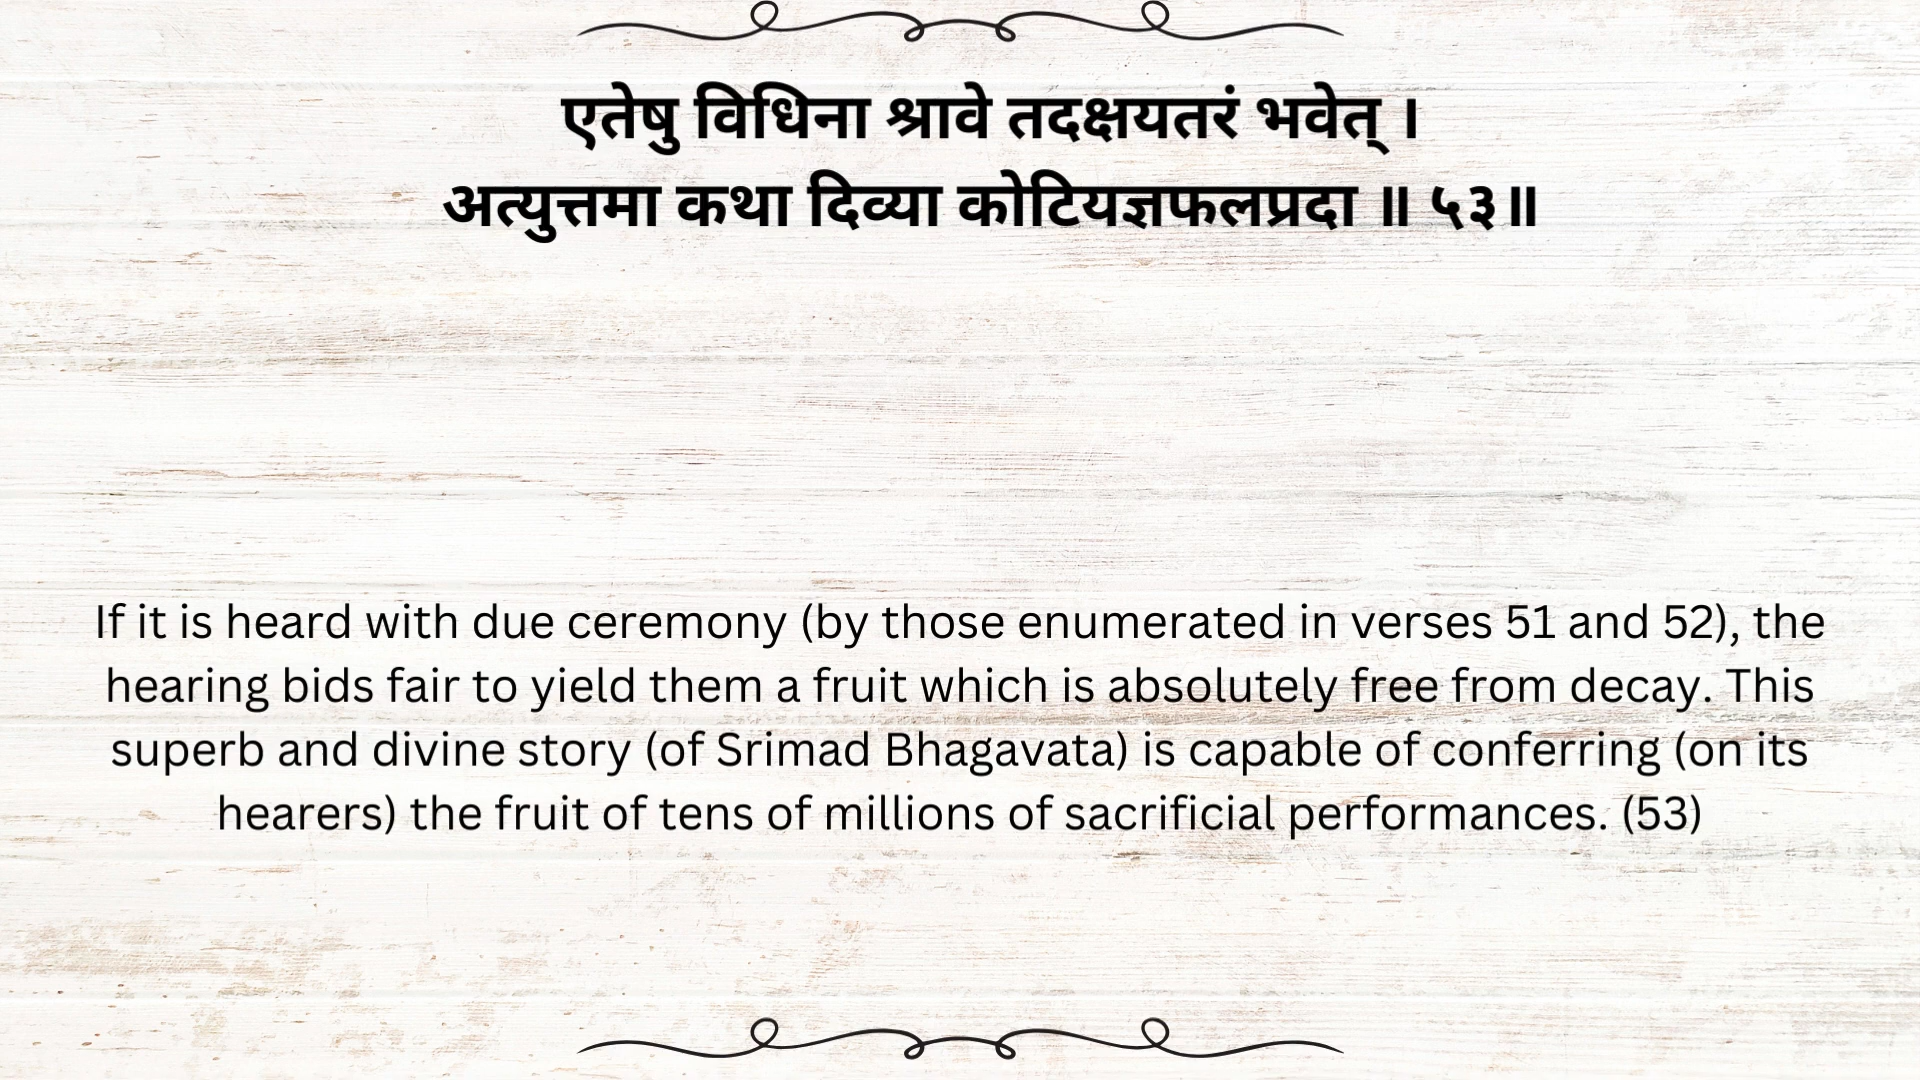 एतेषु विधिना श्रावे तदक्षयतरं भवेत् ।
अत्युत्तमा कथा दिव्या कोटियज्ञफलप्रदा ॥ ५३॥
If it is heard with due ceremony (by those enumerated in verses 51 and 52), the
hearing bids fair to yield them a fruit which is absolutely free from decay. This
superb and divine story (of Srimad Bhagavata) is capable of conferring (on its
hearers) the fruit of tens of millions of sacrificial performances. (53)